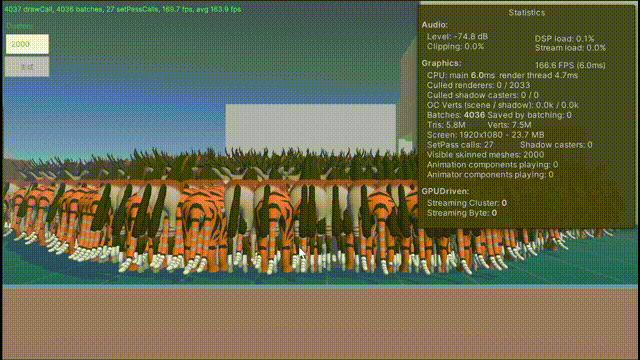 4037 drawCall, 4036 batches, 27 setPassCalls, 163.7 fps, avg 163.9 fps
2000
Statistics
Audio:
Level: -74.8 dB
DSP load: 0.1%
Clipping: 0.0%
Stream load: 0.0%
Graphics:
166.6 FPS (6.0ms)
CPU: main 6.0ms render thread 4.7ms
Culled renderers: 0 / 2033
Culled shadow casters: 0 / 0
OC Verts (scene / shadow): 0.0k / 0.0k
Batches: 4036 Saved by batching: 0
Tris: 5.8M Verts: 7.5M
Screen: 1920x1080 - 23.7 MB
SetPass calls: 27 Shadow casters: 0
Visible skinned meshes: 2000
Animation components playing: 0
Animator components playing: 0
GPUDriven:
Streaming Cluster: 0
Streaming Byte: 0